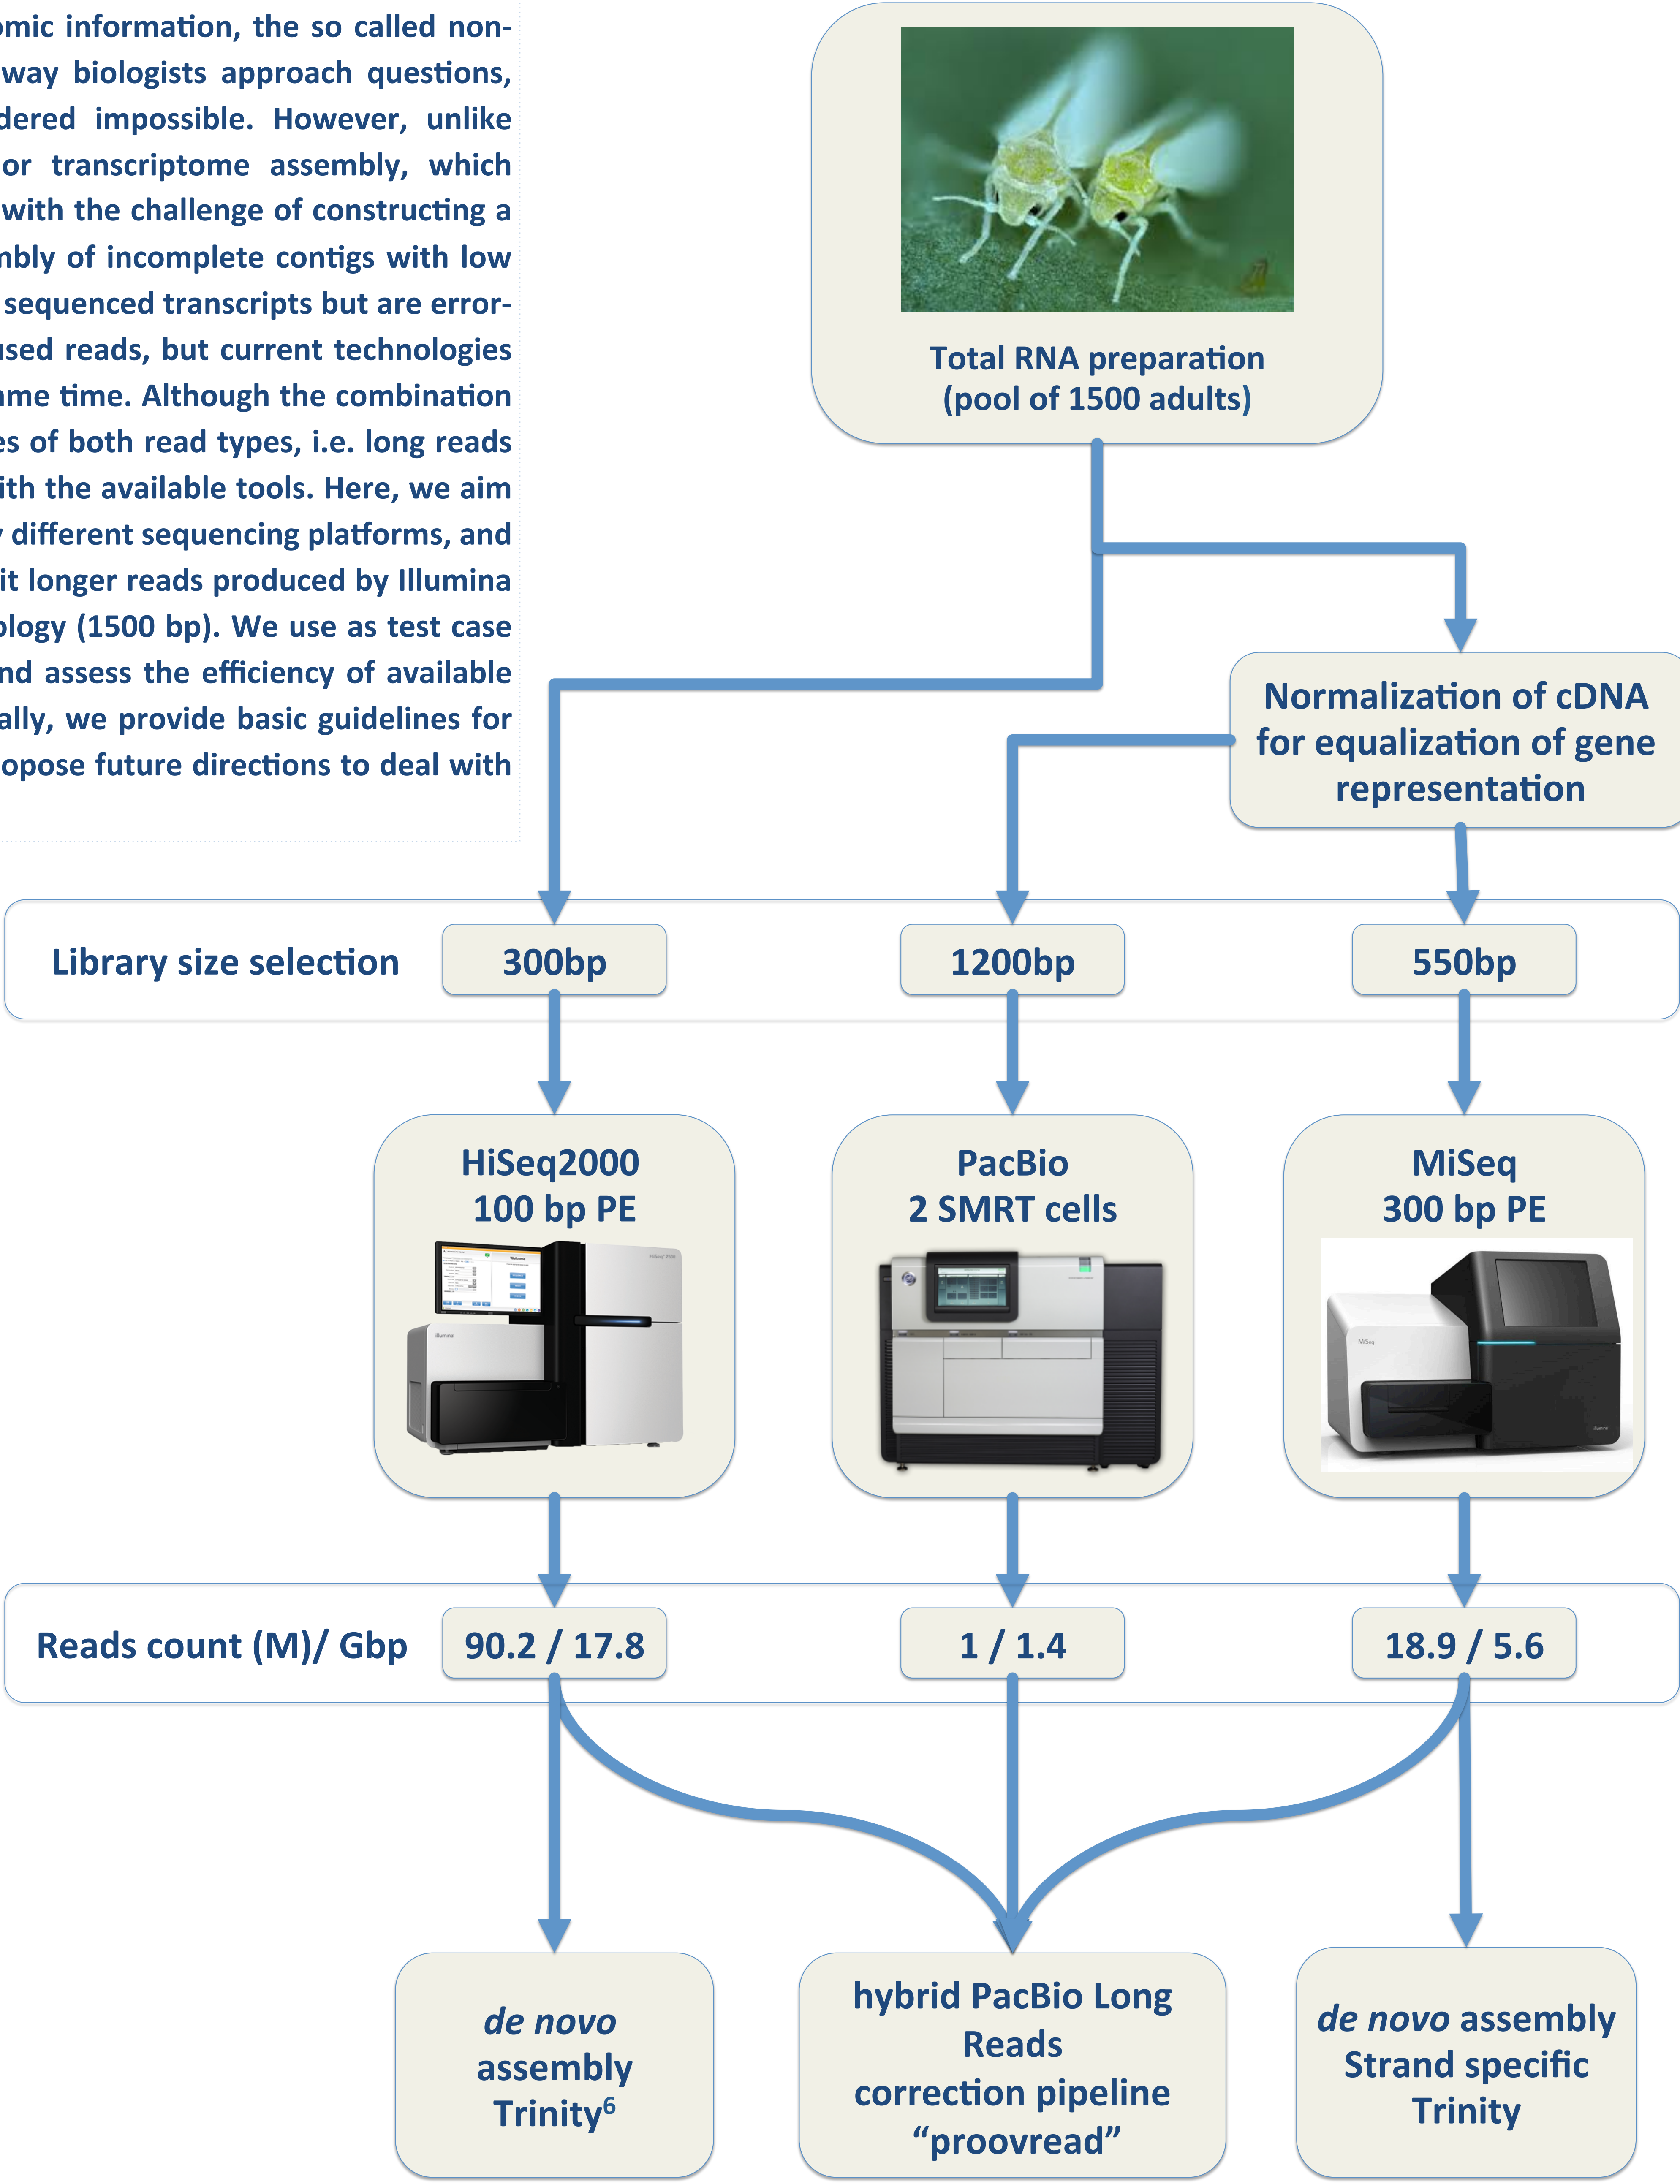 omic information, the so called non-
way biologists approach questions,
dered impossible. However, unlike
or transcriptome assembly, which
with the challenge of constructing a
mbly of incomplete contigs with low
sequenced transcripts but are error-
used reads, but current technologies
ame time. Although the combination
es of both read types, i.e. long reads
ith the available tools. Here, we aim
y different sequencing platforms, and
it longer reads produced by Illumina
ology (1500 bp). We use as test case
nd assess the efficiency of available
ally, we provide basic guidelines for
ropose future directions to deal with
Total RNA preparation
(pool of 1500 adults)
Normalization of cDNA
for equalization of gene
representation
Library size selection
300bp
1200bp
550bp
HiSeq2000
100 bp PE
PacBio
2 SMRT cells
MiSeq
300 bp PE
Welcome
HiSeq 2000
illumina
MiSeq
illumina
Reads count (M)/ Gbp
90.2 / 17.8
1 / 1.4
18.9 / 5.6
de novo
assembly
Trinity6
hybrid PacBio Long
Reads
correction pipeline
“proovread”
de novo assembly
Strand specific
Trinity